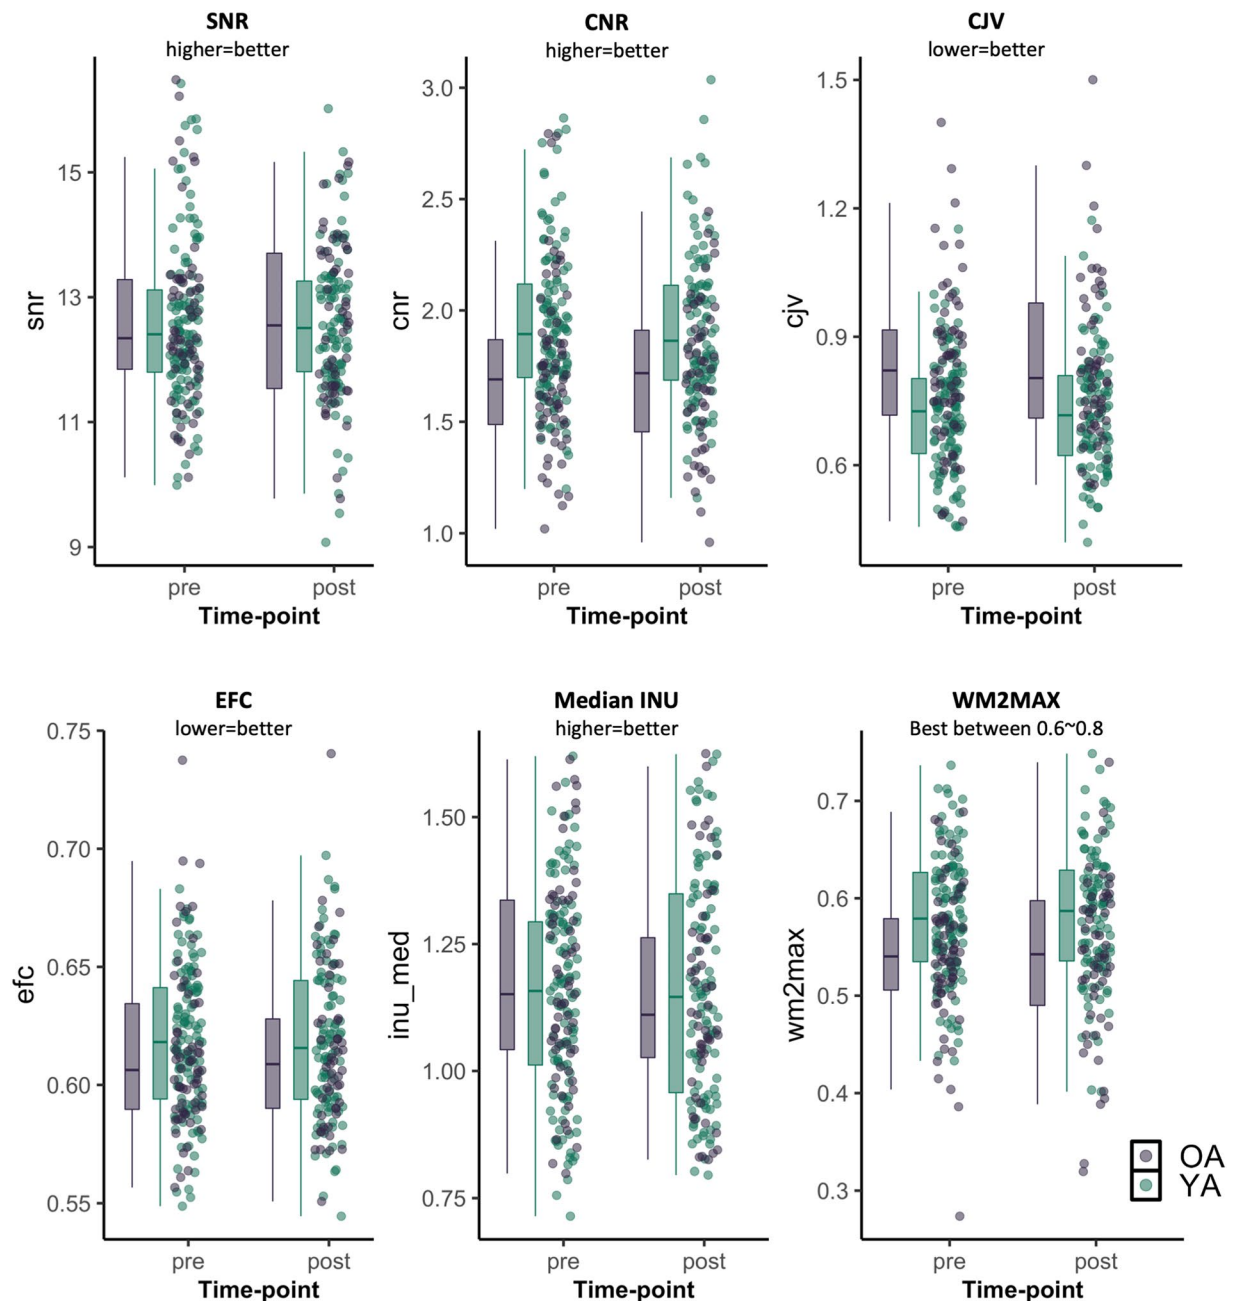 SNR
higher=better
snr
15
13
11
9
pre
post
Time-point
CNR
higher=better
cnr
3.0
2.5
2.0
1.5
1.0
pre
post
Time-point
CJV
lower=better
cjv
1.5
1.2
0.9
0.6
pre
post
Time-point
EFC
lower=better
efc
0.75
0.70
0.65
0.60
0.55
pre
post
Time-point
Median INU
higher=better
inu_med
1.50
1.25
1.00
0.75
pre
post
Time-point
WM2MAX
Best between 0.6~0.8
wm2max
0.7
0.6
0.5
0.4
0.3
pre
post
Time-point
OA
YA